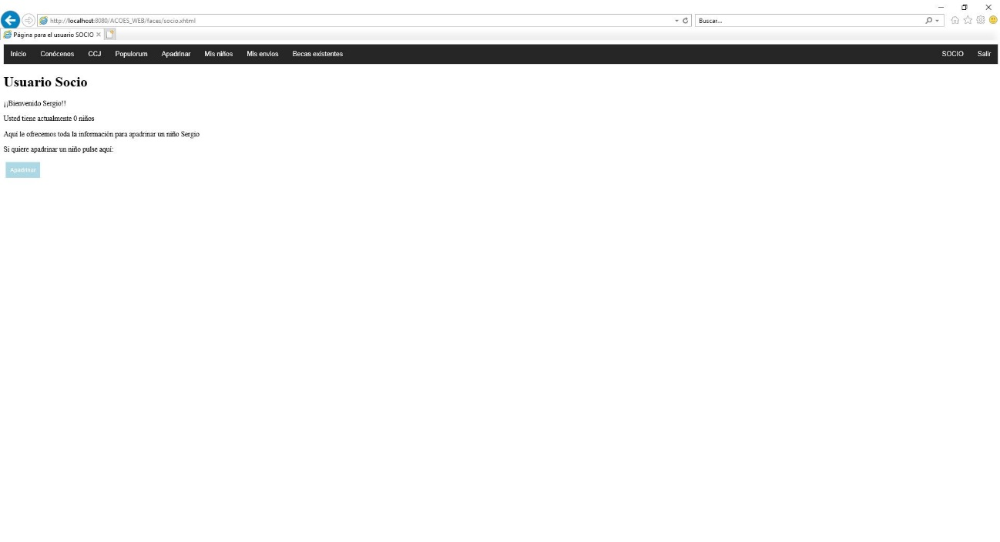 http://localhost:8080/ACOES_WEB/faces/socio.xhtml
Buscar...
Página para el usuario SOCIO
Inicio Conócenos CCJ Populorum Apadrinar Mis niños Mis envios Becas existentes SOCIO Salir
Usuario Socio
¡¡Bienvenido Sergio!!
Usted tiene actualmente 0 niños
Aquí le ofrecemos toda la información para apadrinar un niño Sergio
Si quiere apadrinar un niño pulse aquí:
Apadrinar